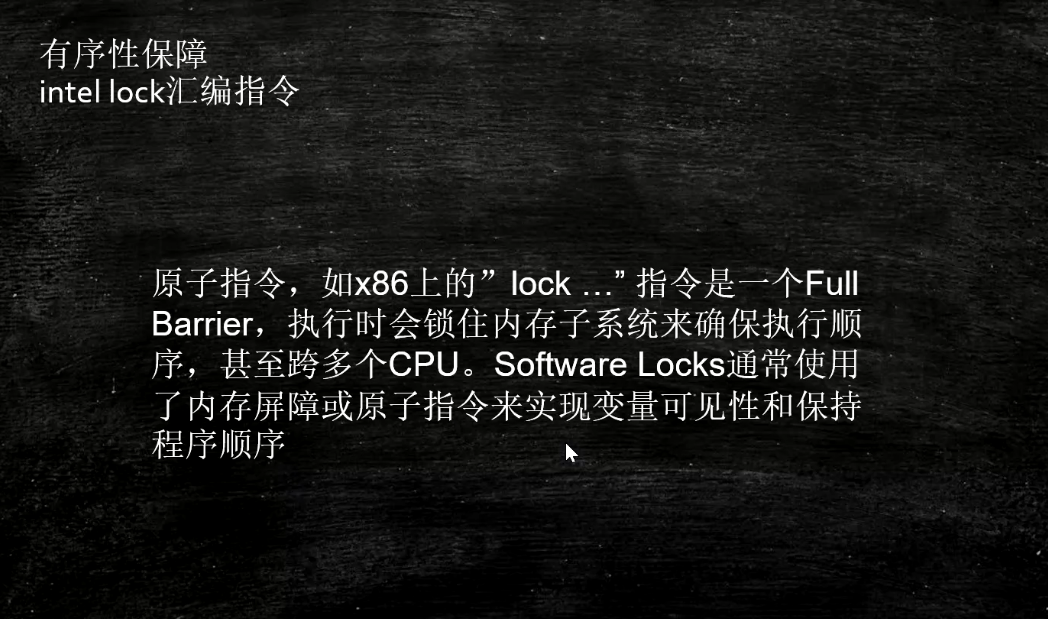 有序性保障
intel lock汇编指令
原子指令，如x86上的” lock …” 指令是一个Full
Barrier，执行时会锁住内存子系统来确保执行顺
序，甚至跨多个CPU。Software Locks通常使用
了内存屏障或原子指令来实现变量可见性和保持
程序顺序